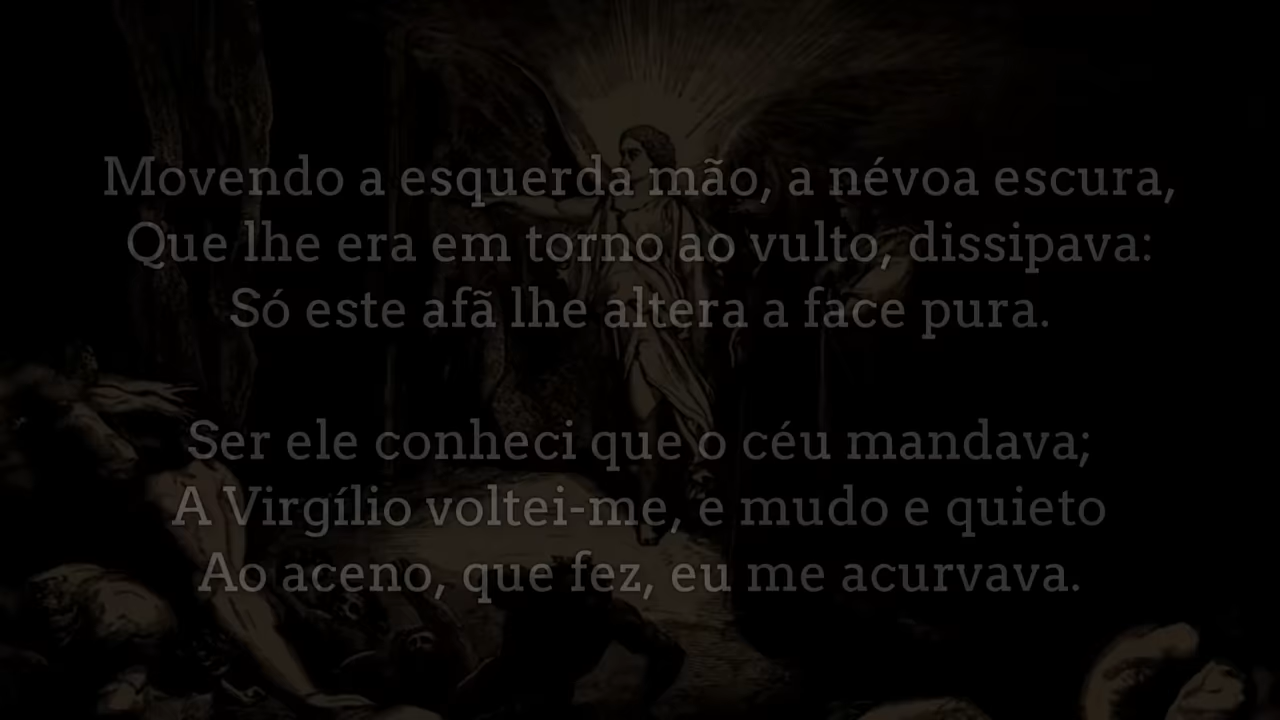 Movendo a esquerda mão, a névoa escura,
Que lhe era em torno ao vulto, dissipava:
Só este afã lhe altera a face pura.
Ser ele conheci que o céu mandava;
A Virgílio voltei-me, e mudo e quieto
Ao aceno, que fez, eu me acurvava.